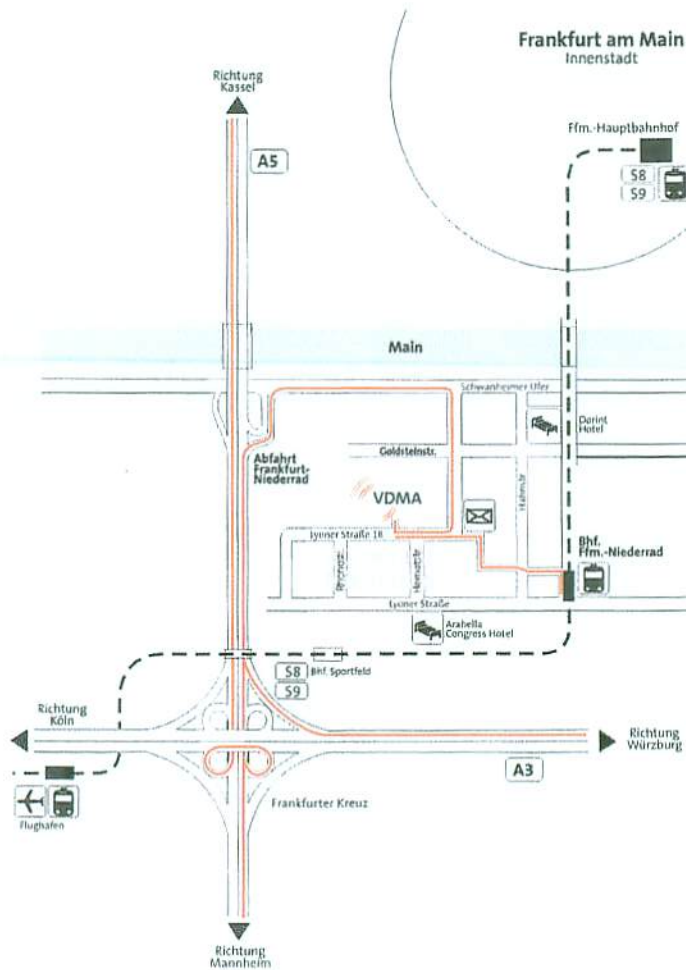 Frankfurt am Main
Innenstadt
Richtung
Kassel
Ffm.-Hauptbahnhof
A5
S8
S9
Main
Schwanheimer Ufer
Dorint
Hotel
Goldsteinstr.
Abfahrt
Frankfurt-
Niederrad
VDMA
Hahnstr.
Lyoner Straße 18
Bhf.
Ffm.-Niederrad
Lyoner Straße
Arabella
Congress Hotel
S8
Bhf. Sportfeld
S9
Richtung
Köln
Richtung
Würzburg
A3
Flughafen
Frankfurter Kreuz
Richtung
Mannheim